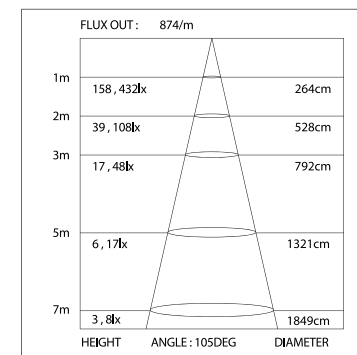 FLUX OUT : 874/m
1m 158 , 432lx 264cm
2m 39 , 108lx 528cm
3m 17 , 48lx 792cm
5m 6 , 17lx 1321cm
7m 3 , 8lx 1849cm
HEIGHT ANGLE : 105DEG DIAMETER